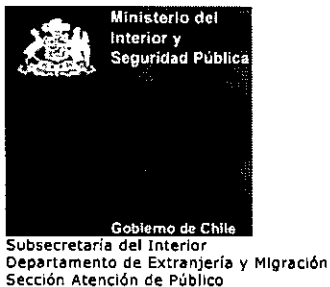 Ministerio del
Interior y
Seguridad Pública
Gobierno de Chile
Subsecretaría del Interior
Departamento de Extranjería y Migración
Sección Atención de Público